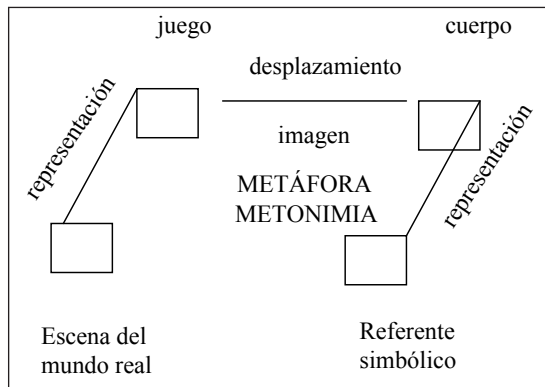 juego
cuerpo
desplazamiento
representación
imagen
representación
METÁFORA
METONIMIA
Escena del
mundo real
Referente
simbólico